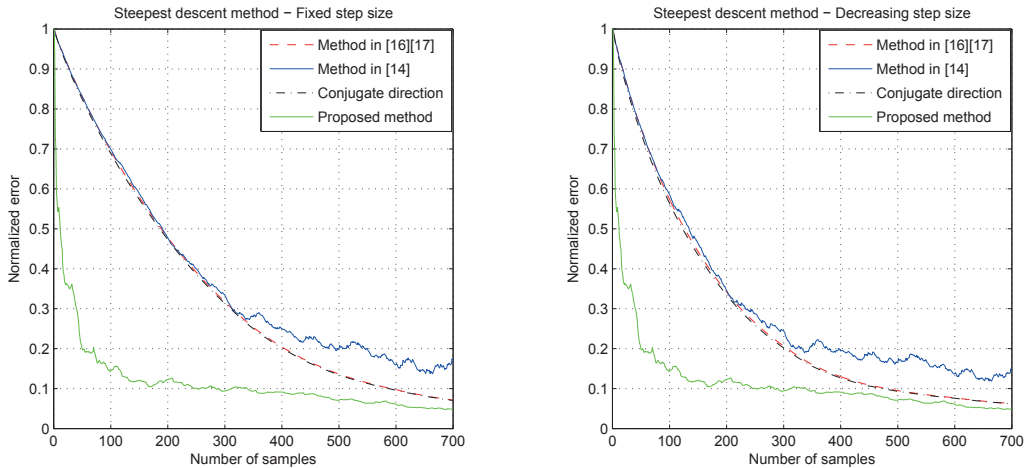 Steepest descent method − Fixed step size
1
0.9
0.8
0.7
0.6
0.5
0.4
0.3
0.2
0.1
0
Normalized error
Method in [16][17]
Method in [14]
Conjugate direction
Proposed method
0 100 200 300 400 500 600 700
Number of samples
Steepest descent method − Decreasing step size
1
0.9
0.8
0.7
0.6
0.5
0.4
0.3
0.2
0.1
0
Normalized error
Method in [16][17]
Method in [14]
Conjugate direction
Proposed method
0 100 200 300 400 500 600 700
Number of samples